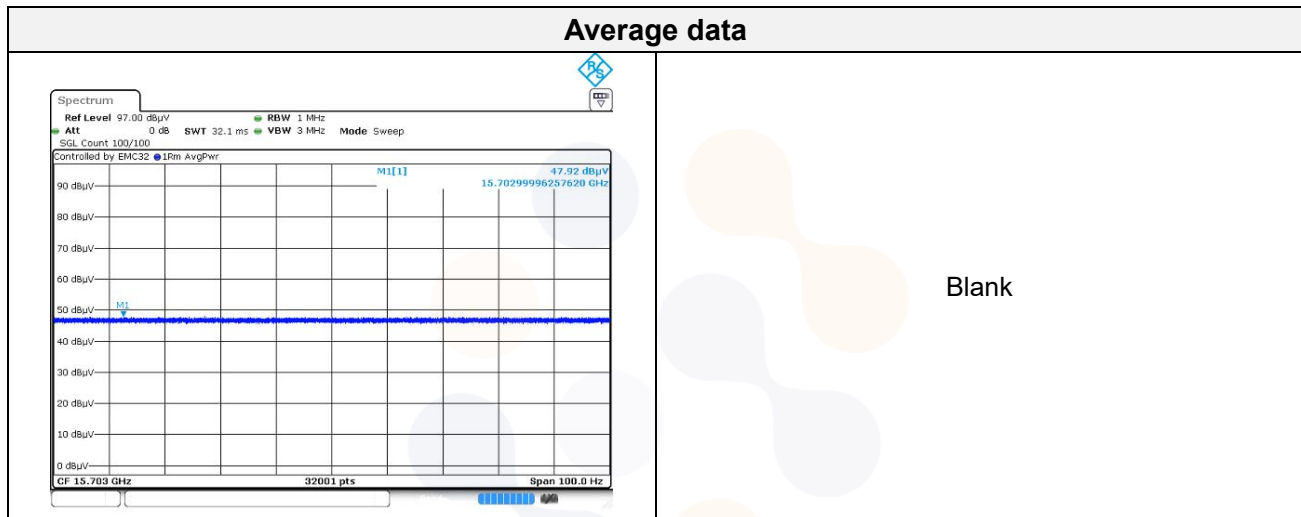 Average data
R&S
Spectrum
Ref Level 97.00 dBµV RBW 1 MHz
Att 0 dB SWT 32.1 ms VBW 3 MHz Mode Sweep
SGL Count 100/100
Controlled by EMC32 1Rm AvgPwr
M1[1] 47.92 dBµV
15.70299996257620 GHz
90 dBµV
80 dBµV
70 dBµV
60 dBµV
M1
50 dBµV
40 dBµV
30 dBµV
20 dBµV
10 dBµV
0 dBµV
CF 15.703 GHz 32001 pts Span 100.0 Hz
Blank